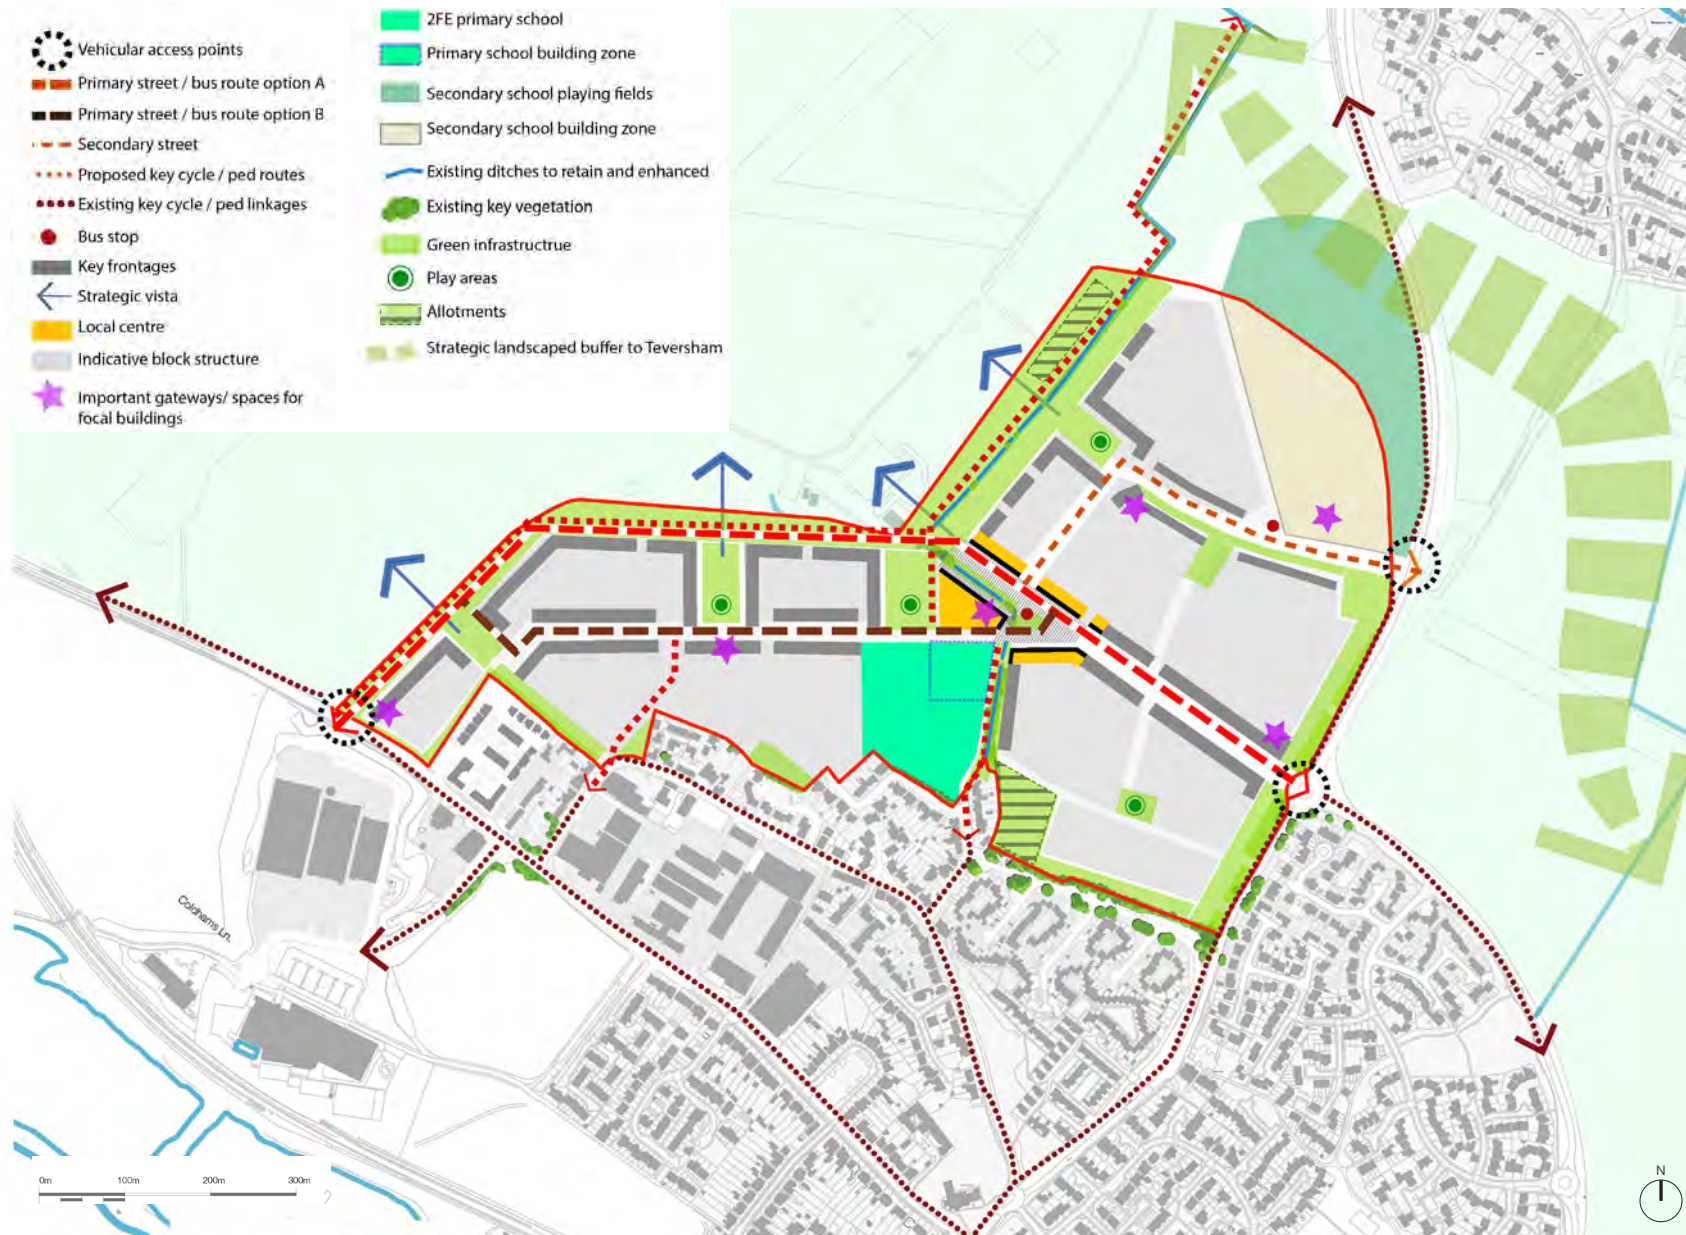 Vehicular access points
Primary street / bus route option A
Primary street / bus route option B
Secondary street
Proposed key cycle / ped routes
Existing key cycle / ped linkages
Bus stop
Key frontages
Strategic vista
Local centre
Indicative block structure
Important gateways/ spaces for
focal buildings
2FE primary school
Primary school building zone
Secondary school playing fields
Secondary school building zone
Existing ditches to retain and enhanced
Existing key vegetation
Green infrastructrue
Play areas
Allotments
Strategic landscaped buffer to Teversham
Coldhams Ln.
0m 100m 200m 300m
N